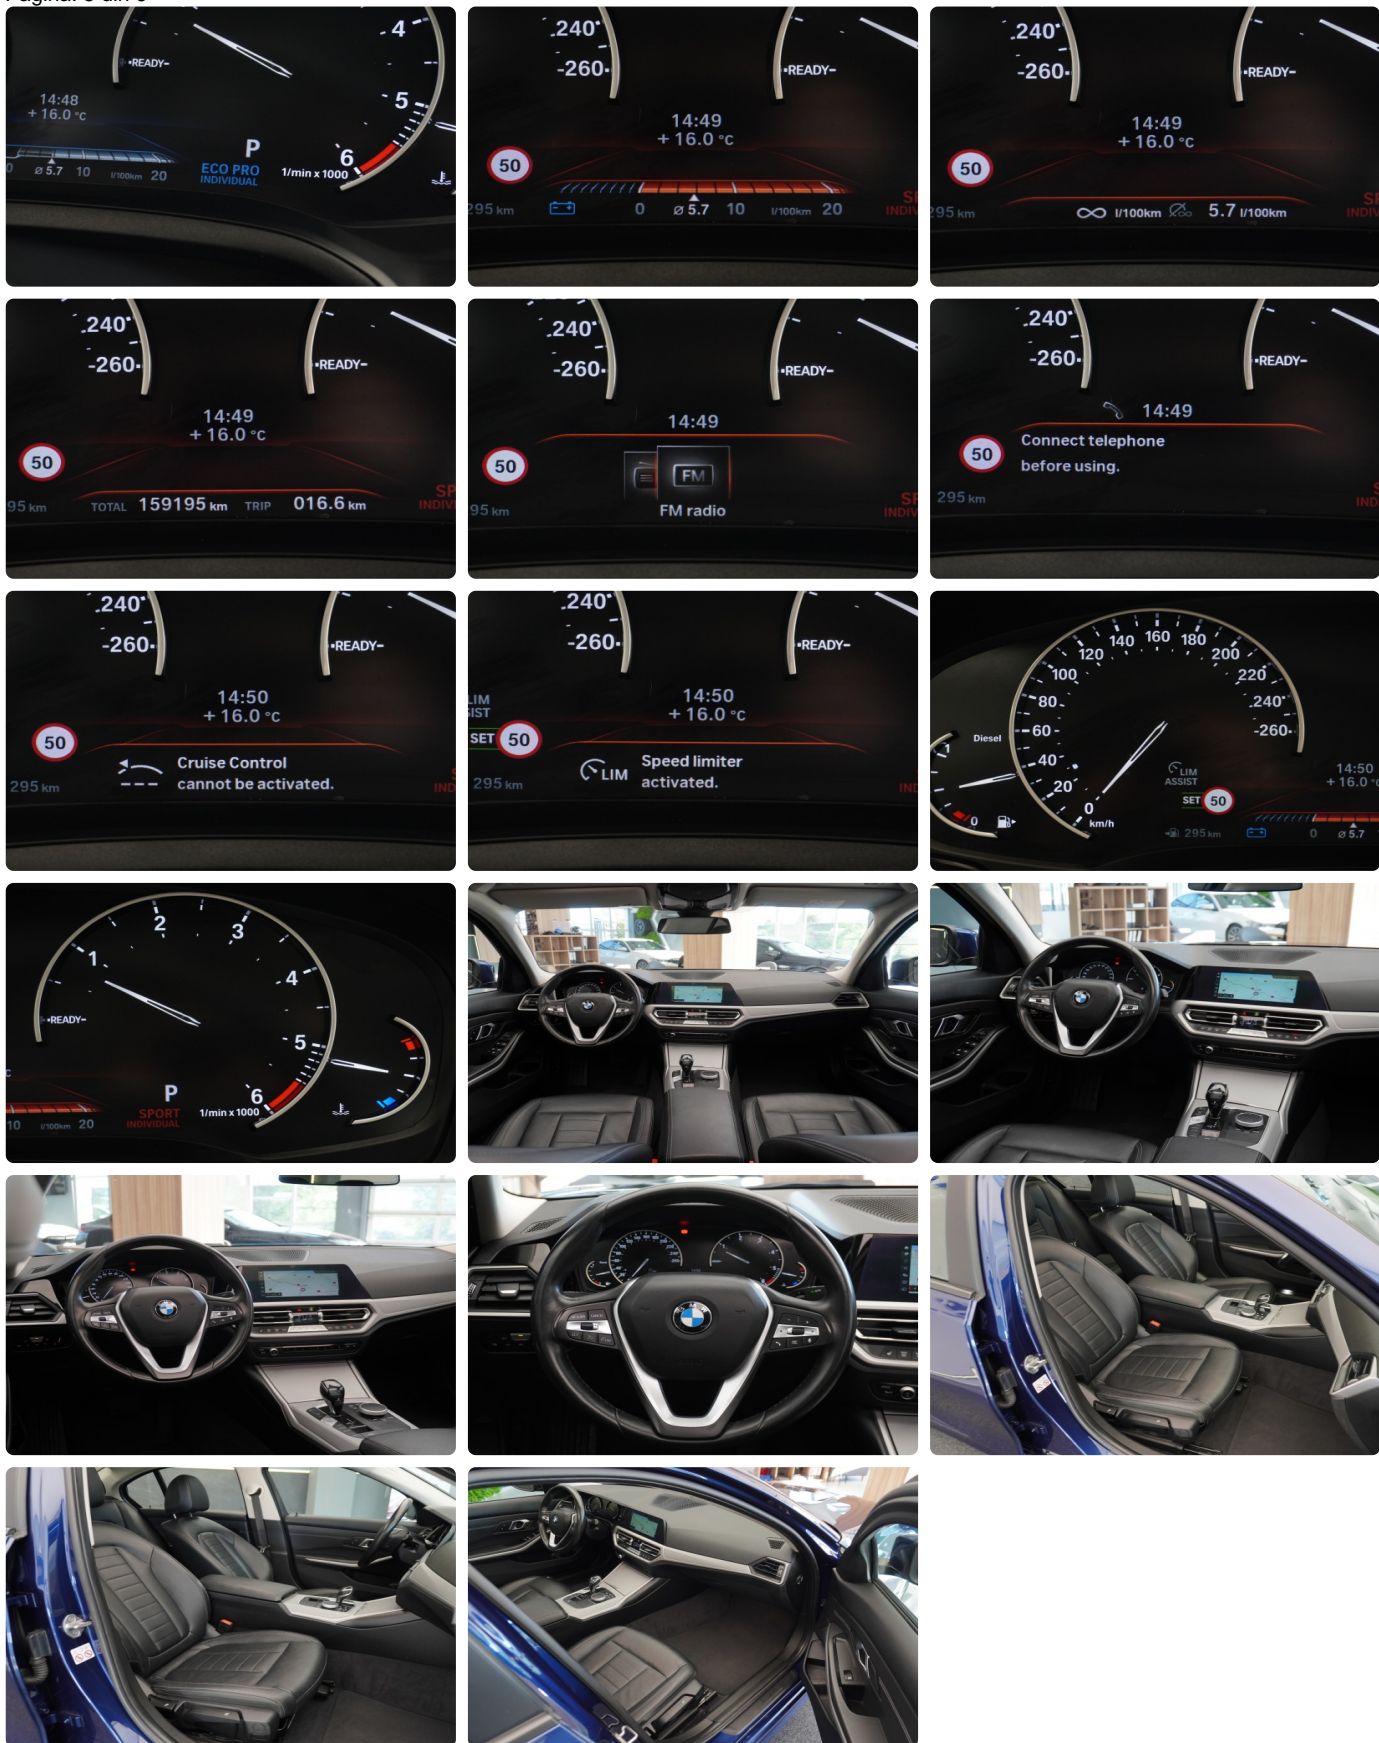 4
READY
5
14:48
+ 16.0 °C
P
6
0 ⌀ 5.7 10 l/100km 20
ECO PRO
INDIVIDUAL
1/min x 1000
240
-260
READY
14:49
+ 16.0 °C
50
295 km
0 ⌀ 5.7 10 l/100km 20
240
-260
READY
14:49
+ 16.0 °C
50
l/100km 5.7 l/100km
240
-260
READY
14:49
+ 16.0 °C
50
95 km
TOTAL 159195 km TRIP 016.6 km
240
-260
READY
14:49
50
FM
95 km
FM radio
240
-260
READY
14:49
50
Connect telephone
before using.
295 km
240
-260
READY
14:50
+ 16.0 °C
50
Cruise Control
cannot be activated.
295 km
240
-260
READY
14:50
+ 16.0 °C
SET 50
Speed limiter
LIM
activated.
295 km
140 160 180
120 200
100 220
80 240
Diesel 60 -260
1
40
LIM
ASSIST
14:50
20
SET 50
0
0
km/h
295 km
0 ⌀ 5.7
2
3
1
4
READY
5
P
6
SPORT
INDIVIDUAL
1/min x 1000
10 l/100km 20